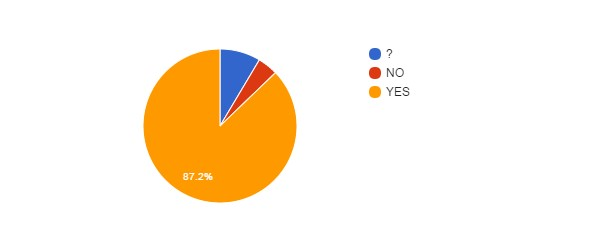 ?
NO
YES
87.2%